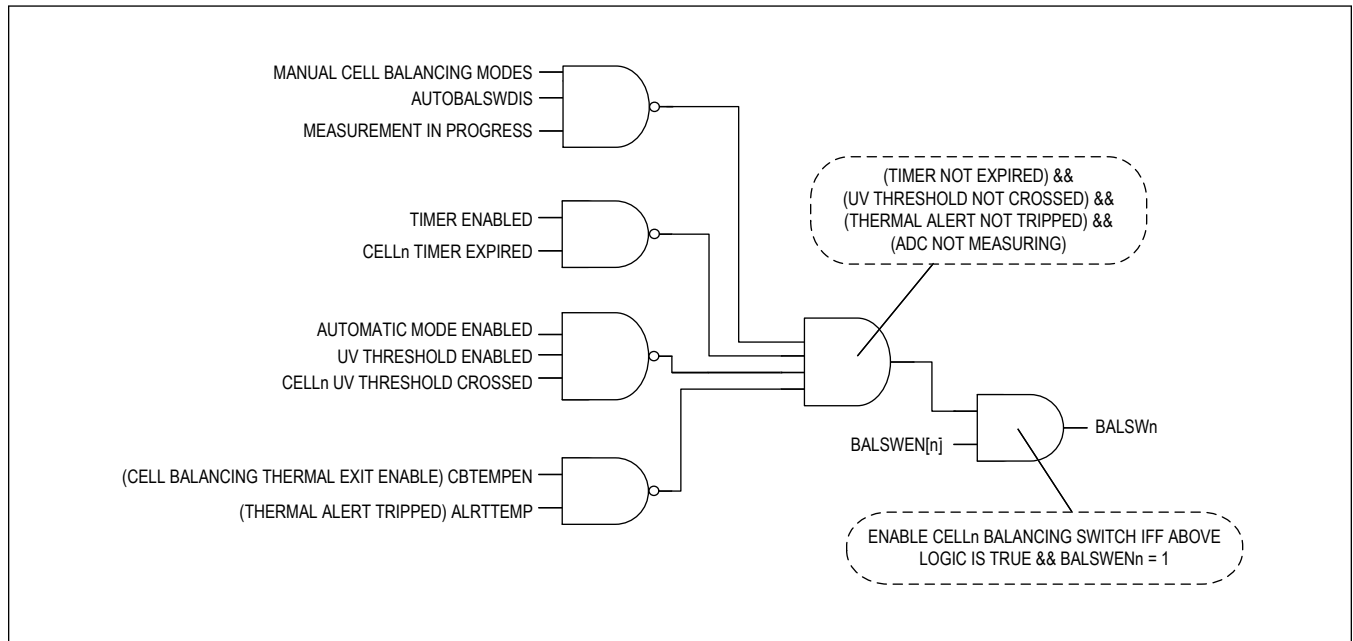 MANUAL CELL BALANCING MODES
AUTOBALSWDIS
MEASUREMENT IN PROGRESS
TIMER ENABLED
CELLn TIMER EXPIRED
AUTOMATIC MODE ENABLED
UV THRESHOLD ENABLED
CELLn UV THRESHOLD CROSSED
(CELL BALANCING THERMAL EXIT ENABLE) CBTEMPEN
(THERMAL ALERT TRIPPED) ALRTTEMP
(TIMER NOT EXPIRED) &&
(UV THRESHOLD NOT CROSSED) &&
(THERMAL ALERT NOT TRIPPED) &&
(ADC NOT MEASURING)
BALSWEN[n]
BALSWn
ENABLE CELLn BALANCING SWITCH IFF ABOVE
LOGIC IS TRUE && BALSWENn = 1